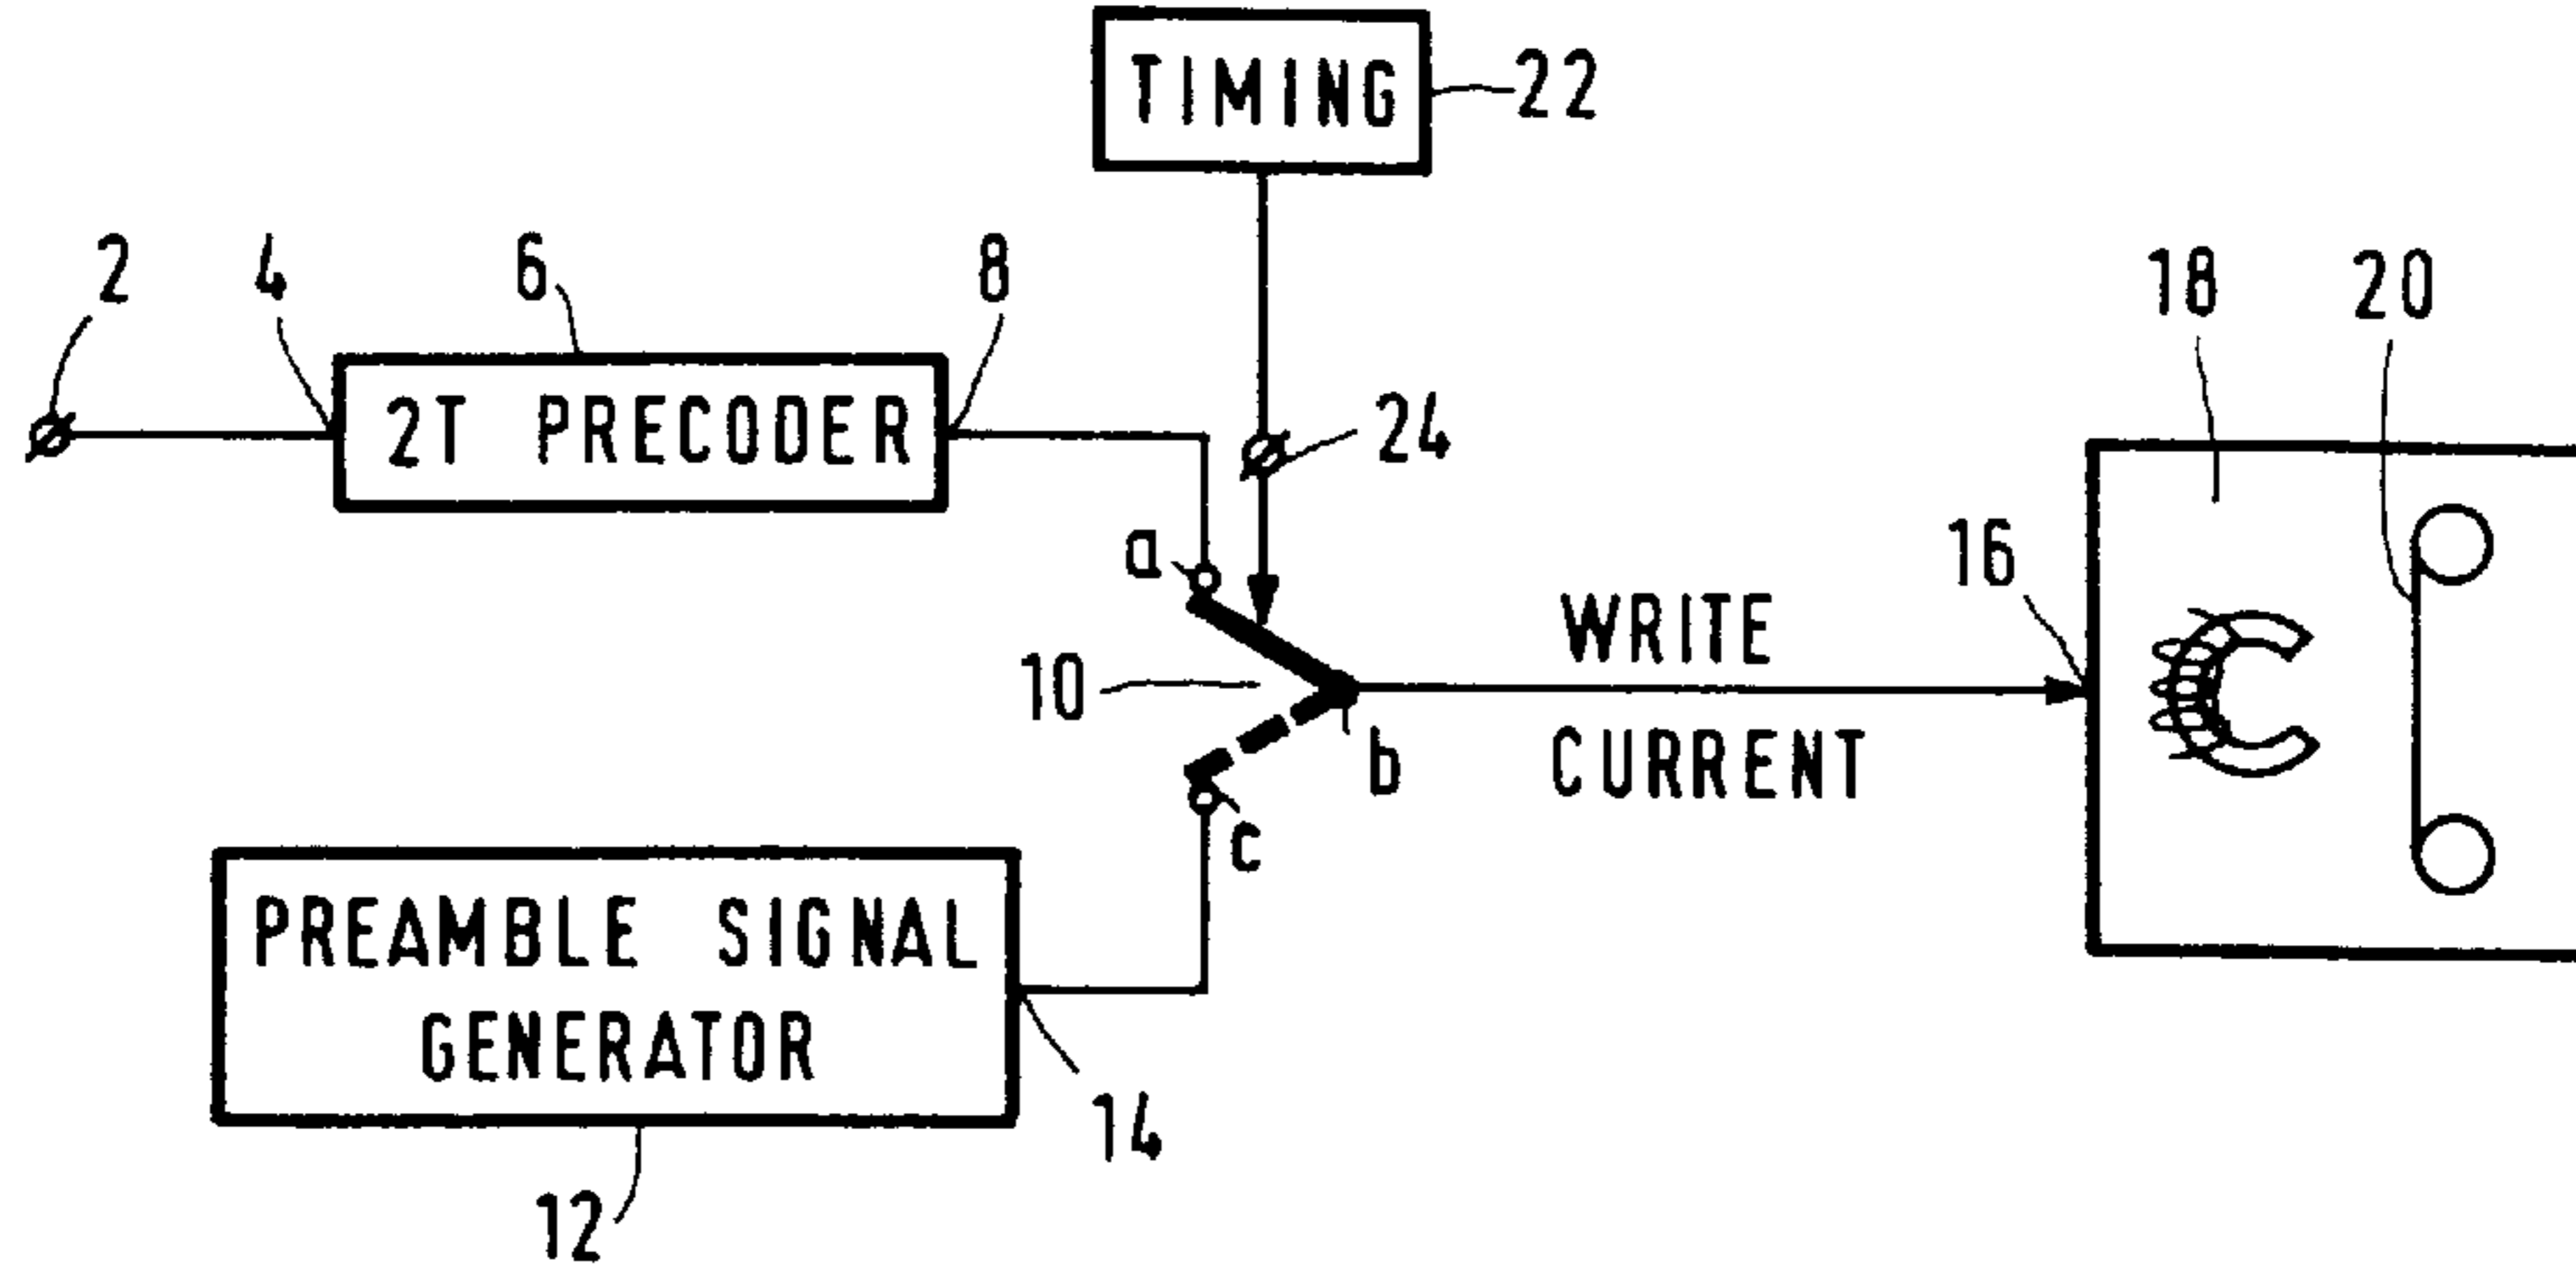 TIMING
22
2
4
6
8
18
20
2T PRECODER
24
a
16
WRITE
10
CURRENT
b
c
PREAMBLE SIGNAL
GENERATOR
14
12